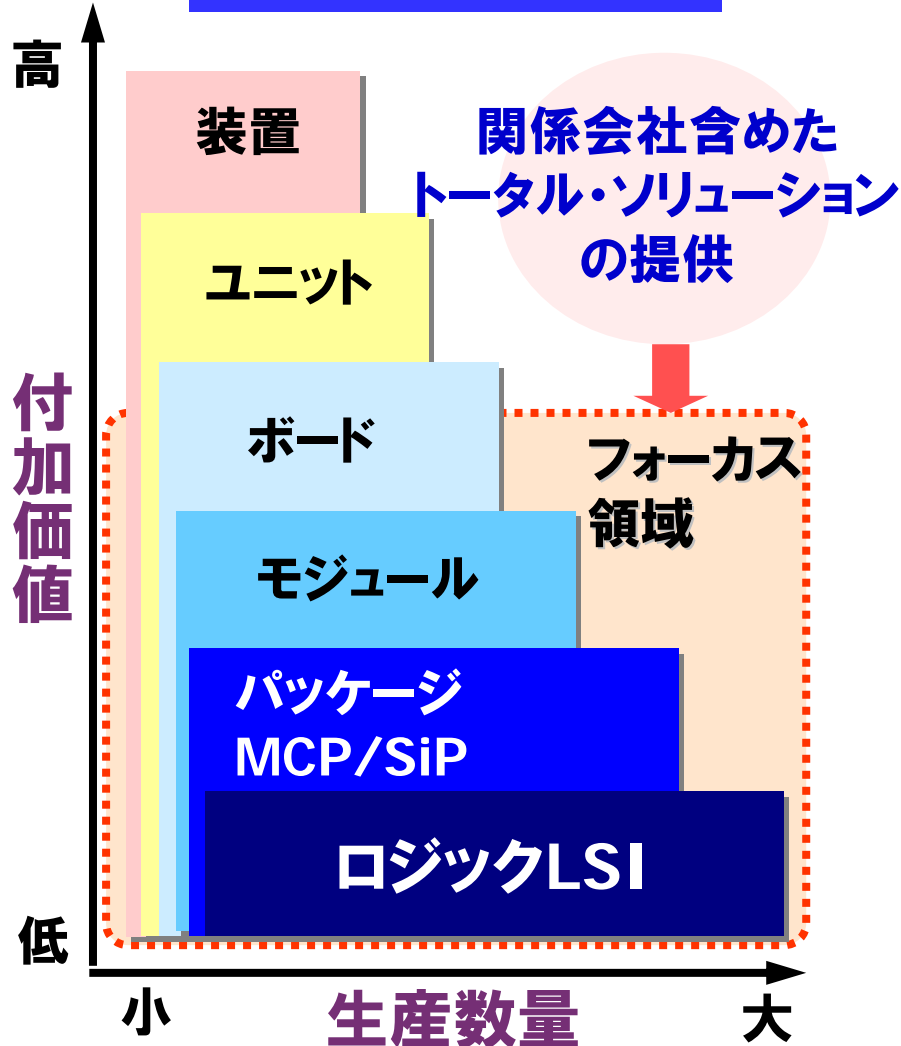 高
装置
関係会社含めた
トータル・ソリューション
の提供
ユニット
付加価値
ボード
フォーカス
領域
モジュール
パッケージ
MCP/SiP
ロジックLSI
低
小
生産数量
大